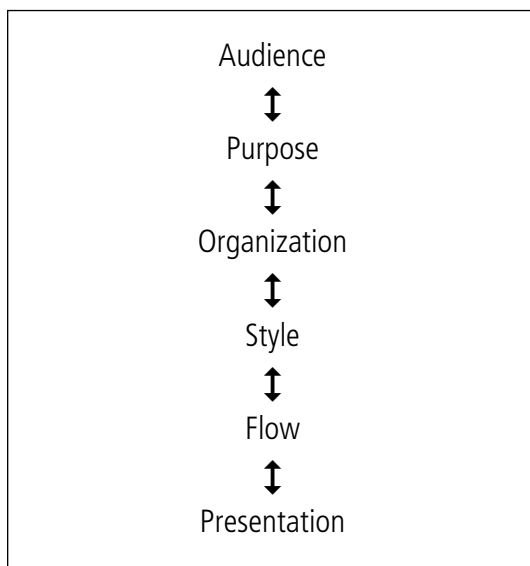 Audience
Purpose
Organization
Style
Flow
Presentation